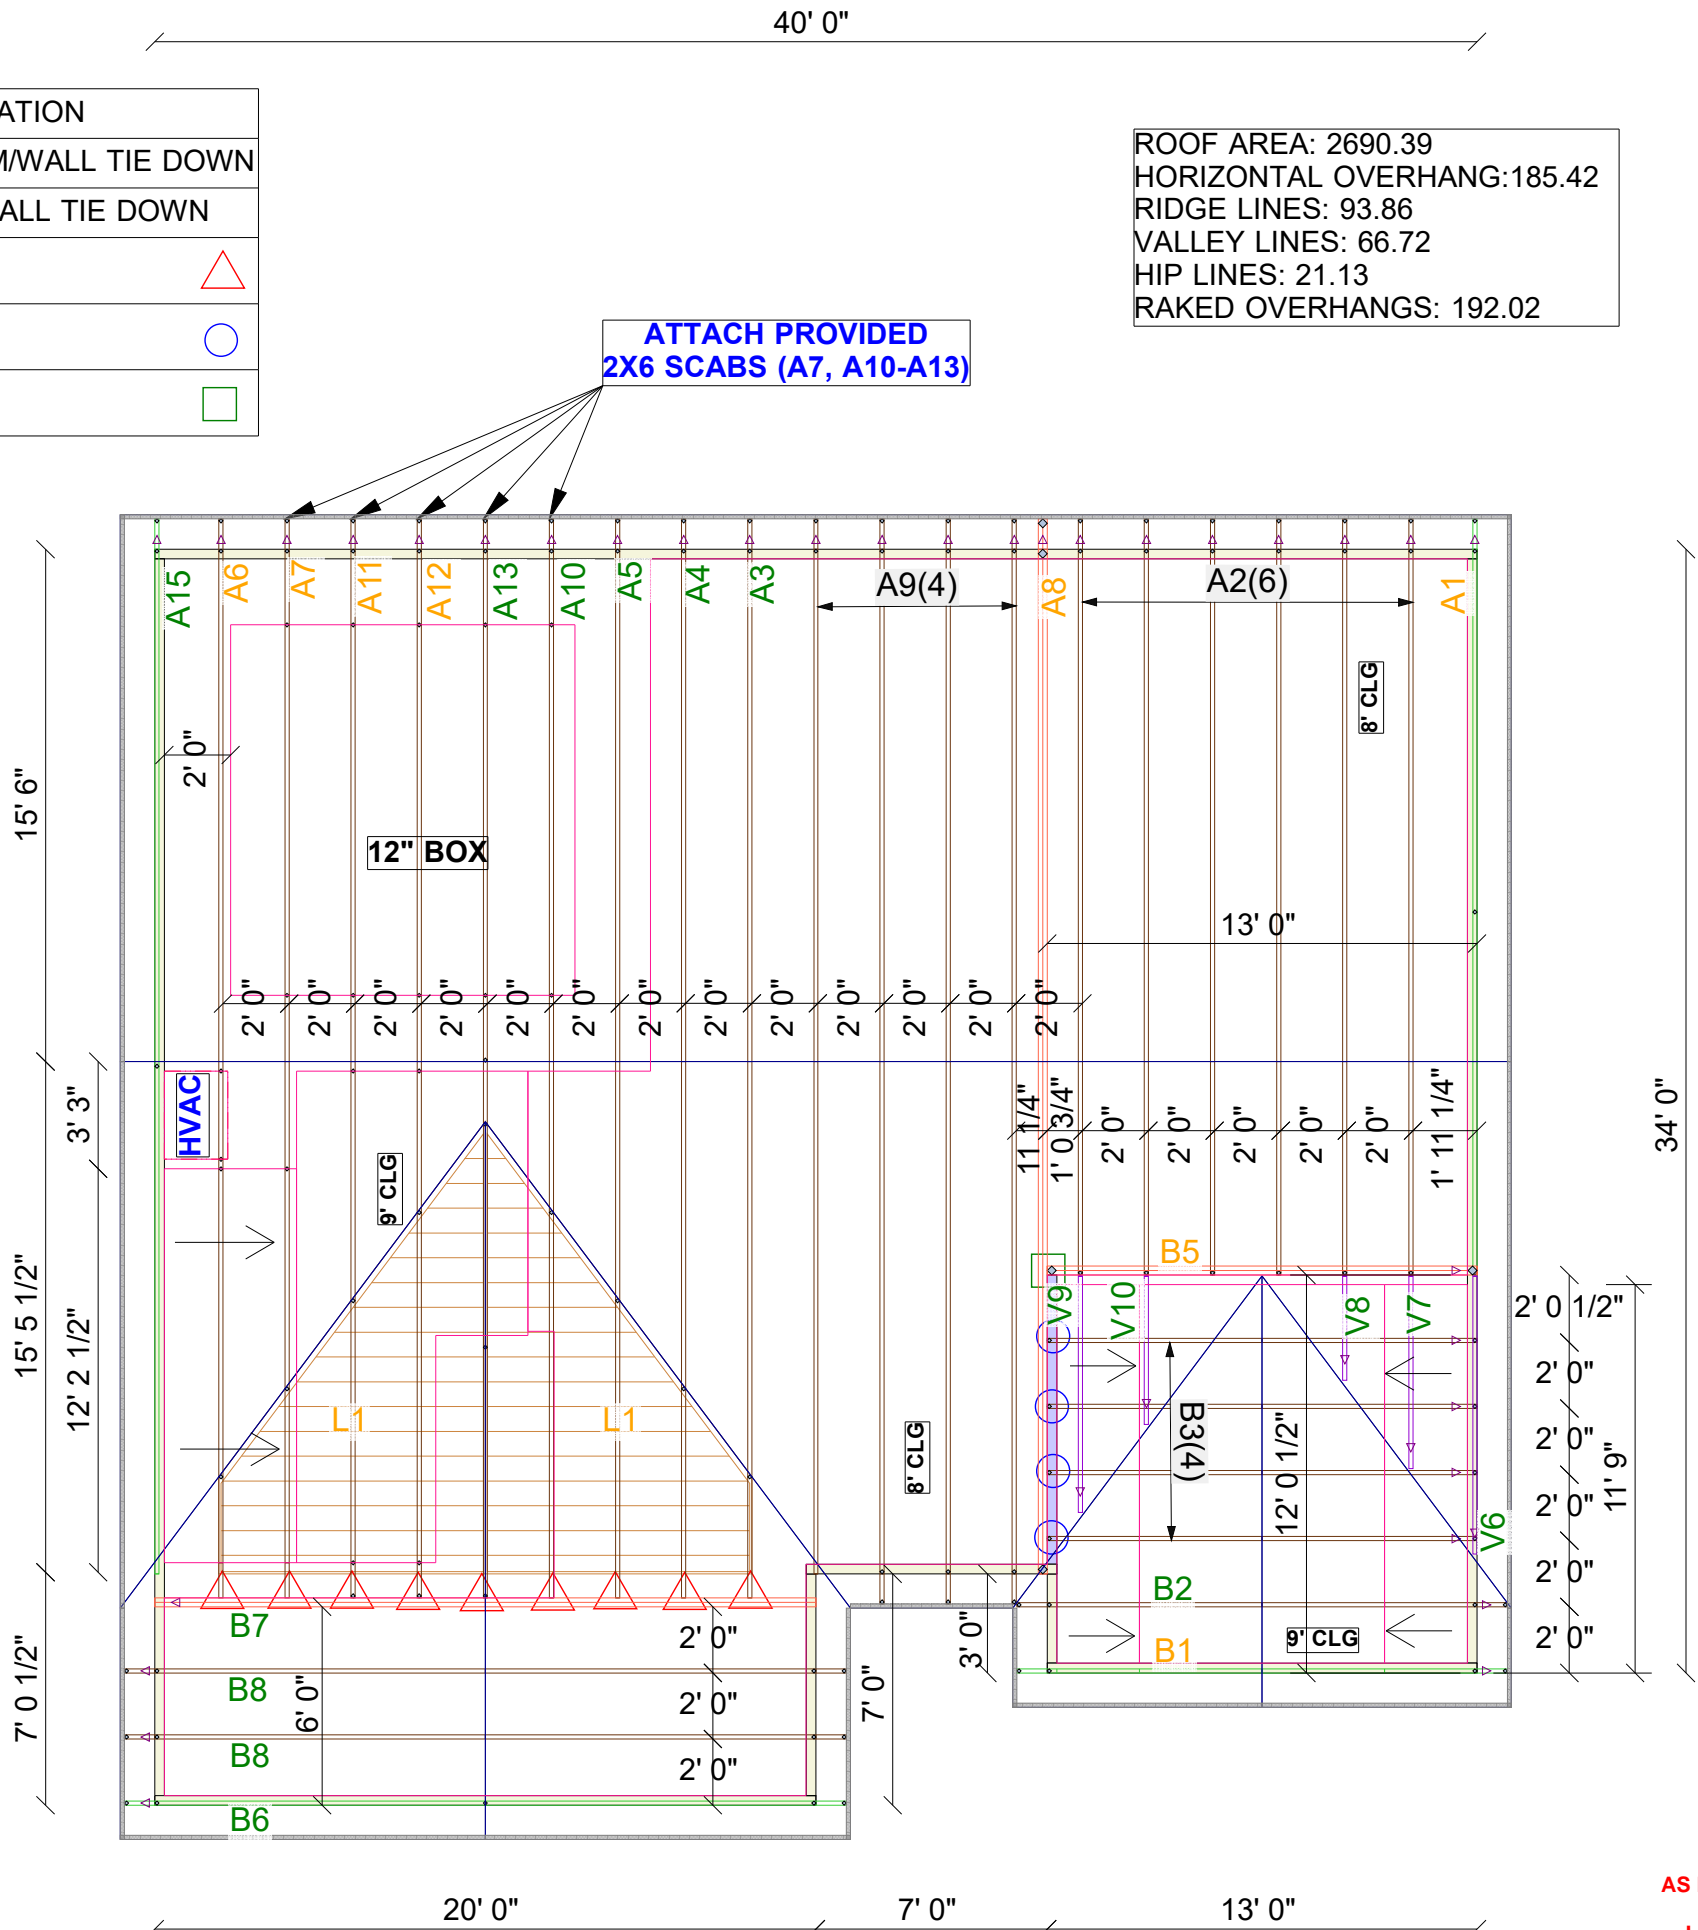 40' 0"
ATION
M/WALL TIE DOWN
ALL TIE DOWN
ROOF AREA: 2690.39
HORIZONTAL OVERHANG:185.42
RIDGE LINES: 93.86
VALLEY LINES: 66.72
HIP LINES: 21.13
RAKED OVERHANGS: 192.02
ATTACH PROVIDED
2X6 SCABS (A7, A10-A13)
A15
A6
A7
A11
A12
A13
A10
A5
A4
A3
A9(4)
A8
A2(6)
A1
8' CLG
2' 0"
15' 6"
12" BOX
13' 0"
2' 0"
2' 0"
2' 0"
2' 0"
2' 0"
2' 0"
2' 0"
2' 0"
2' 0"
2' 0"
2' 0"
2' 0"
2' 0"
HVAC
3' 3"
9' CLG
11 1/4"
1' 0 3/4"
2' 0"
2' 0"
2' 0"
2' 0"
2' 0"
1' 11 1/4"
34' 0"
B5
V9
V10
V8
V7
2' 0 1/2"
15' 5 1/2"
12' 2 1/2"
L1
L1
8' CLG
B3(4)
12' 0 1/2"
2' 0"
2' 0"
2' 0"
2' 0"
2' 0"
11' 9"
V6
B2
B1
9' CLG
B7
2' 0"
3' 0"
B8
6' 0"
2' 0"
7' 0"
7' 0 1/2"
B8
2' 0"
B6
20' 0"
7' 0"
13' 0"
AS